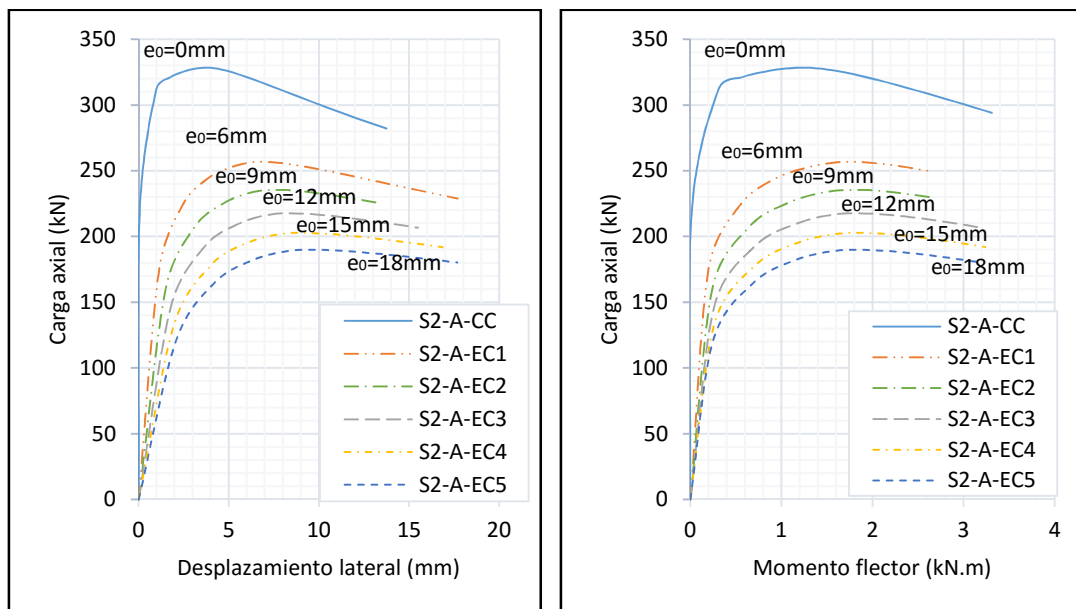 350
300
250
200
150
100
50
0
Carga axial (kN)
e0=0mm
e0=6mm
e0=9mm
e0=12mm
e0=15mm
e0=18mm
S2-A-CC
S2-A-EC1
S2-A-EC2
S2-A-EC3
S2-A-EC4
S2-A-EC5
0 5 10 15 20
Desplazamiento lateral (mm)
350
300
250
200
150
100
50
0
Carga axial (kN)
e0=0mm
e0=6mm
e0=9mm
e0=12mm
e0=15mm
e0=18mm
S2-A-CC
S2-A-EC1
S2-A-EC2
S2-A-EC3
S2-A-EC4
S2-A-EC5
0 1 2 3 4
Momento flector (kN.m)